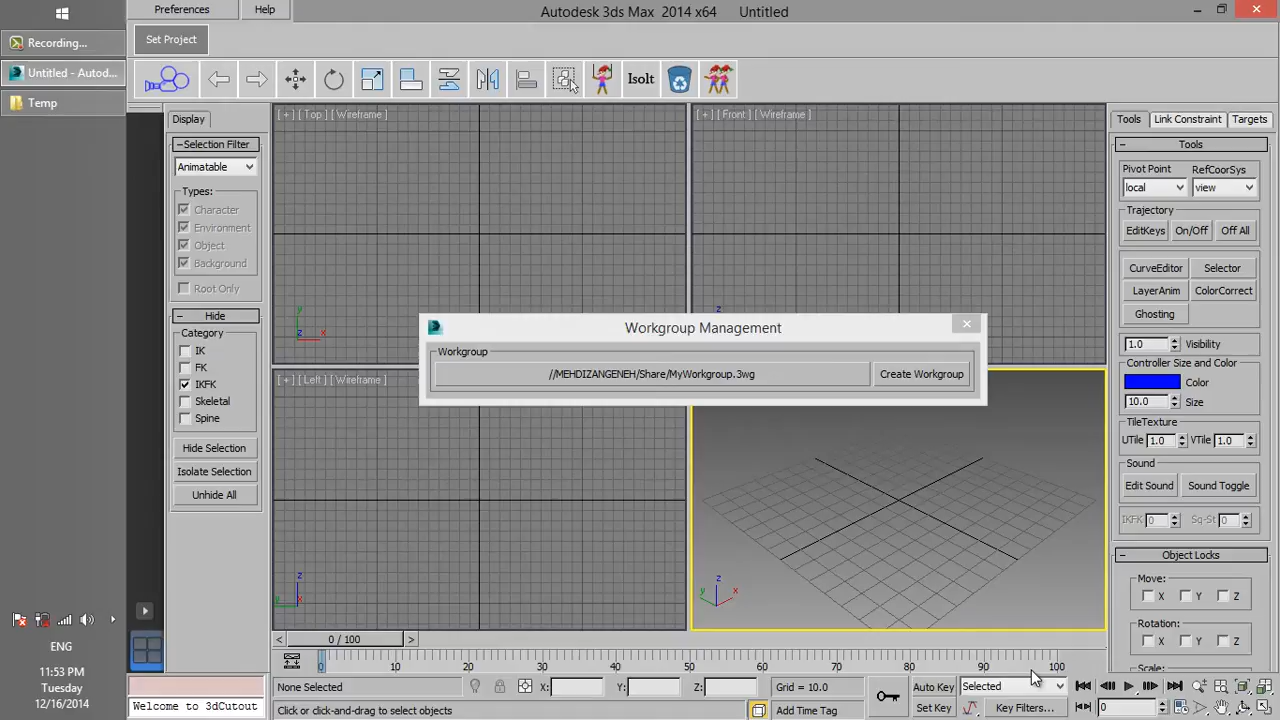 Preferences Help
Autodesk 3ds Max 2014 x64 Untitled
Recording...
Untitled - Autod...
Temp
Set Project
Isolt
Display
Selection Filter
Animatable
Types:
Character
Environment
Object
Background
Root Only
Hide
Category
IK
FK
IKFK
Skeletal
Spine
Hide Selection
Isolate Selection
Unhide All
[ + ] [ Top ] [ Wireframe ]
[ + ] [ Front ] [ Wireframe ]
[ + ] [ Left ] [ Wireframe ]
y
z x
z
z
y x
z
y x
Workgroup Management
Workgroup
//MEHDIZANGENEH/Share/MyWorkgroup.3wg
Create Workgroup
Tools Link Constraint Targets
Tools
Pivot Point RefCoorSys
local view
Trajectory
EditKeys On/Off Off All
CurveEditor Selector
LayerAnim ColorCorrect
Ghosting
1.0 Visibility
Controller Size and Color
Color
10.0 Size
TileTexture
UTile 1.0 VTile 1.0
Sound
Edit Sound Sound Toggle
IKFK 0 Sq-St 0
Object Locks
Move:
X Y Z
Rotation:
X Y Z
Scale:
< 0 / 100 >
0 10 20 30 40 50 60 70 80 90 100
None Selected X: Y: Z: Grid = 10.0 Auto Key Selected
Click or click-and-drag to select objects Add Time Tag Set Key Key Filters... 0
Welcome to 3dCutout
ENG
11:53 PM
Tuesday
12/16/2014